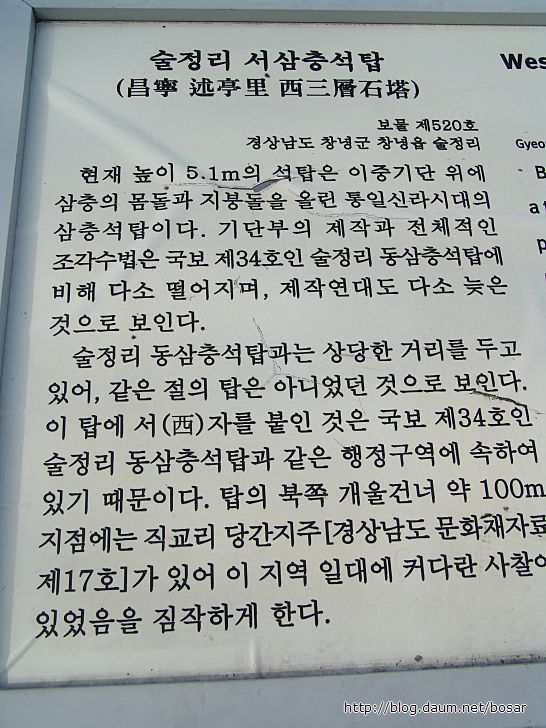 술정리 서삼층석탑
(昌寧 述亭里 西三層石塔)
보물 제520호
경상남도 창녕군 창녕읍 술정리
현재 높이 5.1m의 석탑은 이중기단 위에
삼층의 몸돌과 지붕돌을 올린 통일신라시대의
삼층석탑이다. 기단부의 제작과 전체적인
조각수법은 국보 제34호인 술정리 동삼층석탑에
비해 다소 떨어지며, 제작연대도 다소 늦은
것으로 보인다.
술정리 동삼층석탑과는 상당한 거리를 두고
있어, 같은 절의 탑은 아니었던 것으로 보인다.
이 탑에 서(西)자를 붙인 것은 국보 제34호인
술정리 동삼층석탑과 같은 행정구역에 속하여
있기 때문이다. 탑의 북쪽 개울건너 약 100m
지점에는 직교리 당간지주[경상남도 문화재자료
제17호]가 있어 이 지역 일대에 커다란 사찰이
있었음을 짐작하게 한다.
Wes
Gyeo
B
a t
p
http://blog.daum.net/bosar